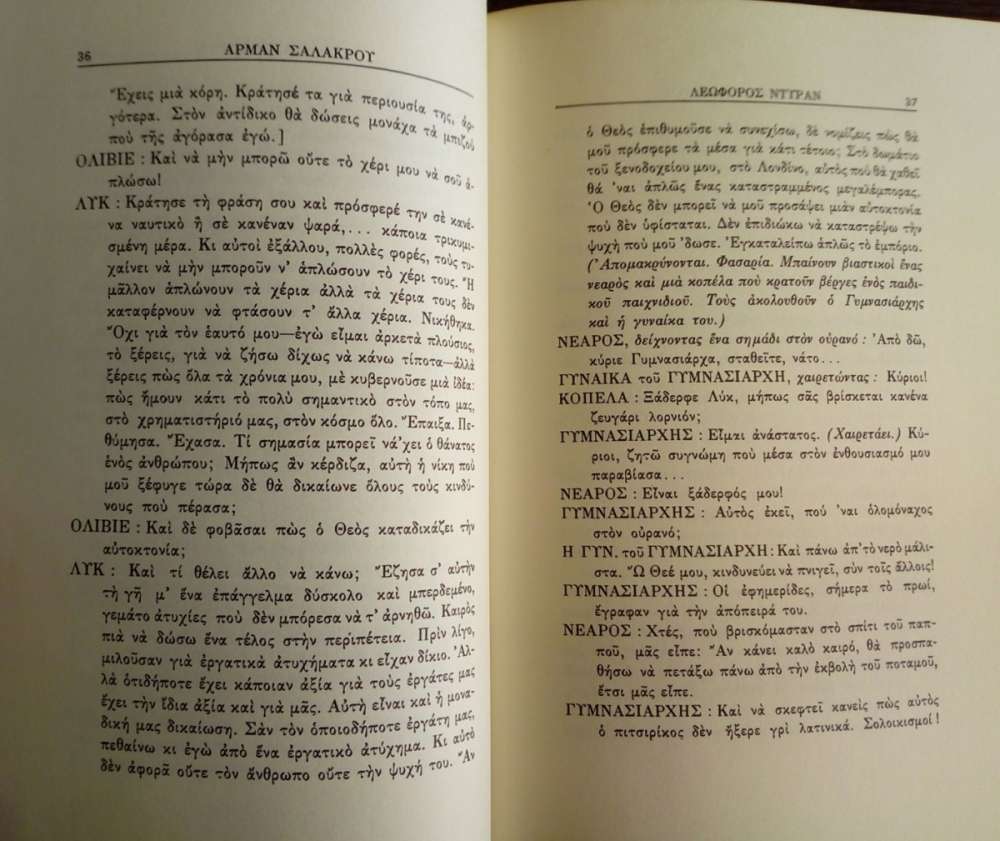 36 ΑΡΜΑΝ ΣΑΛΑΚΡΟΥ
Ἔχεις μιὰ κόρη. Κράτησέ τα γιὰ περιουσια της, ἀρ-
γότερα. Στὸν ἀντίδικο θὰ δώσεις μονάχα τὰ μπιζοὺ
ποὺ τῆς ἀγόρασα ἐγώ.]
ΟΛΙΒΙΕ : Καὶ νὰ μὴν μπορῶ οὔτε τὸ χέρι μου νὰ σοῦ ἁ-
πλώσω!
ΛΥΚ : Κράτησε τὴ φράση σου καὶ πρόσφερέ την σὲ κανέ-
να ναυτικὸ ἢ σὲ κανέναν ψαρά,... κάποια τρικυμι-
σμένη μέρα. Κι αὐτοὶ ἐξάλλου, πολλὲς φορές, τοὺς τυ-
χαίνει νὰ μὴν μποροῦν ν' ἁπλώσουν τὸ χέρι τους. Ἢ
μᾶλλον ἁπλώνουν τὰ χέρια ἀλλὰ τὰ χέρια τους δὲν
καταφέρνουν νὰ φτάσουν τ' ἄλλα χέρια. Νικήθηκα.
Ὄχι γιὰ τὸν ἑαυτό μου—ἐγὼ εἶμαι ἀρκετὰ πλούσιος,
τὸ ξέρεις, γιὰ νὰ ζήσω δίχως νὰ κάνω τίποτα—ἀλλὰ
ξέρεις πὼς ὅλα τὰ χρόνια μου, μὲ κυβερνοῦσε μιὰ ἰδέα:
πὼς ἤμουν κάτι τὸ πολὺ σημαντικὸ στὸν τόπο μας,
στὸ χρηματιστήριό μας, στὸν κόσμο ὅλο. Ἔπαιξα. Πε-
θύμησα. Ἔχασα. Τί σημασία μπορεῖ νά'χει ὁ θάνατος
ἑνὸς ἀνθρώπου; Μήπως ἂν κέρδιζα, αὐτὴ ἡ νίκη ποὺ
μοῦ ξέφυγε τώρα δὲ θὰ δικαίωνε ὅλους τοὺς κινδύ-
νους ποὺ πέρασα;
ΟΛΙΒΙΕ : Καὶ δὲ φοβᾶσαι πὼς ὁ Θεὸς καταδικάζει τὴν
αὐτοκτονία;
ΛΥΚ : Καὶ τί θέλει ἄλλο νὰ κάνω; Ἔζησα σ' αὐτὴν
τὴ γῆ μ' ἕνα ἐπάγγελμα δύσκολο καὶ μπερδεμένο,
γεμάτο ἀτυχίες ποὺ δὲν μπόρεσα νὰ τ' ἀρνηθῶ. Καιρὸς
πιὰ νὰ δώσω ἕνα τέλος στὴν περιπέτεια. Πρὶν λίγο,
μιλοῦσαν γιὰ ἐργατικὰ ἀτυχήματα κι εἶχαν δίκιο. Ἀλ-
λὰ ὁτιδήποτε ἔχει κάποιαν ἀξία γιὰ τοὺς ἐργάτες μας
ἔχει τὴν ἴδια ἀξία καὶ γιὰ μᾶς. Αὐτὴ εἶναι καὶ ἡ μονα-
δική μας δικαίωση. Σὰν τὸν ὁποιοδήποτε ἐργάτη μας,
πεθαίνω κι ἐγὼ ἀπὸ ἕνα ἐργατικὸ ἀτύχημα. Κι αὐτὸ
δὲν ἀφορᾶ οὔτε τὸν ἄνθρωπο οὔτε τὴν ψυχή του. Ἂν
ΛΕΩΦΟΡΟΣ ΝΤΥΡΑΝ 37
ὁ Θεὸς ἐπιθυμοῦσε νὰ συνεχίσω, δὲ νομίζεις πὼς θὰ
μοῦ πρόσφερε τὰ μέσα γιὰ κάτι τέτοιο; Στὸ δωμάτιο
τοῦ ξενοδοχείου μου, στὸ Λονδίνο, αὐτὸς ποὺ θὰ χαθεῖ
θά 'ναι ἁπλῶς ἕνας καταστραμμένος μεγαλέμπορας.
Ὁ Θεὸς δὲν μπορεῖ νὰ μοῦ προσάψει μιὰν αὐτοκτονία
ποὺ δὲν ὑφίσταται. Δὲν ἐπιδιώκω νὰ καταστρέψω τὴν
ψυχὴ ποὺ μοῦ 'δωσε. Ἐγκαταλείπω ἁπλῶς τὸ ἐμπόριο.
(Ἀπομακρύνονται. Φασαρία. Μπαίνουν βιαστικοὶ ἕνας
νεαρὸς καὶ μιὰ κοπέλα ποὺ κρατοῦν βέργες ἑνὸς παιδι-
κοῦ παιχνιδιοῦ. Τοὺς ἀκολουθοῦν ὁ Γυμνασιάρχης
καὶ ἡ γυναίκα του.)
ΝΕΑΡΟΣ, δείχνοντας ἕνα σημάδι στὸν οὐρανό : Ἀπὸ δῶ,
κύριε Γυμνασιάρχα, σταθεῖτε, νάτο...
ΓΥΝΑΙΚΑ τοῦ ΓΥΜΝΑΣΙΑΡΧΗ, χαιρετώντας : Κύριοι!
ΚΟΠΕΛΑ : Ξάδερφε Λύκ, μήπως σᾶς βρίσκεται κανένα
ζευγάρι λορνιόν;
ΓΥΜΝΑΣΙΑΡΧΗΣ : Εἶμαι ἀνάστατος. (Χαιρετάει.) Κύ-
ριοι, ζητῶ συγνώμη ποὺ μέσα στὸν ἐνθουσιασμό μου
παραβίασα...
ΝΕΑΡΟΣ : Εἶναι ξάδερφός μου!
ΓΥΜΝΑΣΙΑΡΧΗΣ : Αὐτὸς ἐκεῖ, πού 'ναι ὁλομόναχος
στὸν οὐρανό;
Η ΓΥΝ. τοῦ ΓΥΜΝΑΣΙΑΡΧΗ: Καὶ πάνω ἀπ'τὸ νερὸ μάλι-
στα. Ὢ Θεέ μου, κινδυνεύει νὰ πνιγεῖ, σὺν τοῖς ἄλλοις!
ΓΥΜΝΑΣΙΑΡΧΗΣ : Οἱ ἐφημερίδες, σήμερα τὸ πρωί,
ἔγραφαν γιὰ τὴν ἀπόπειρά του.
ΝΕΑΡΟΣ : Χτές, ποὺ βρισκόμασταν στὸ σπίτι τοῦ παπ-
ποῦ, μᾶς εἶπε: Ἂν κάνει καλὸ καιρό, θὰ προσπα-
θήσω νὰ πετάξω πάνω ἀπὸ τὴν ἐκβολὴ τοῦ ποταμοῦ,
ἔτσι μᾶς εἶπε.
ΓΥΜΝΑΣΙΑΡΧΗΣ : Καὶ νὰ σκεφτεῖ κανεὶς πὼς αὐτὸς
ὁ πιτσιρίκος δὲν ἤξερε γρὶ λατινικά. Σολοικισμοί!